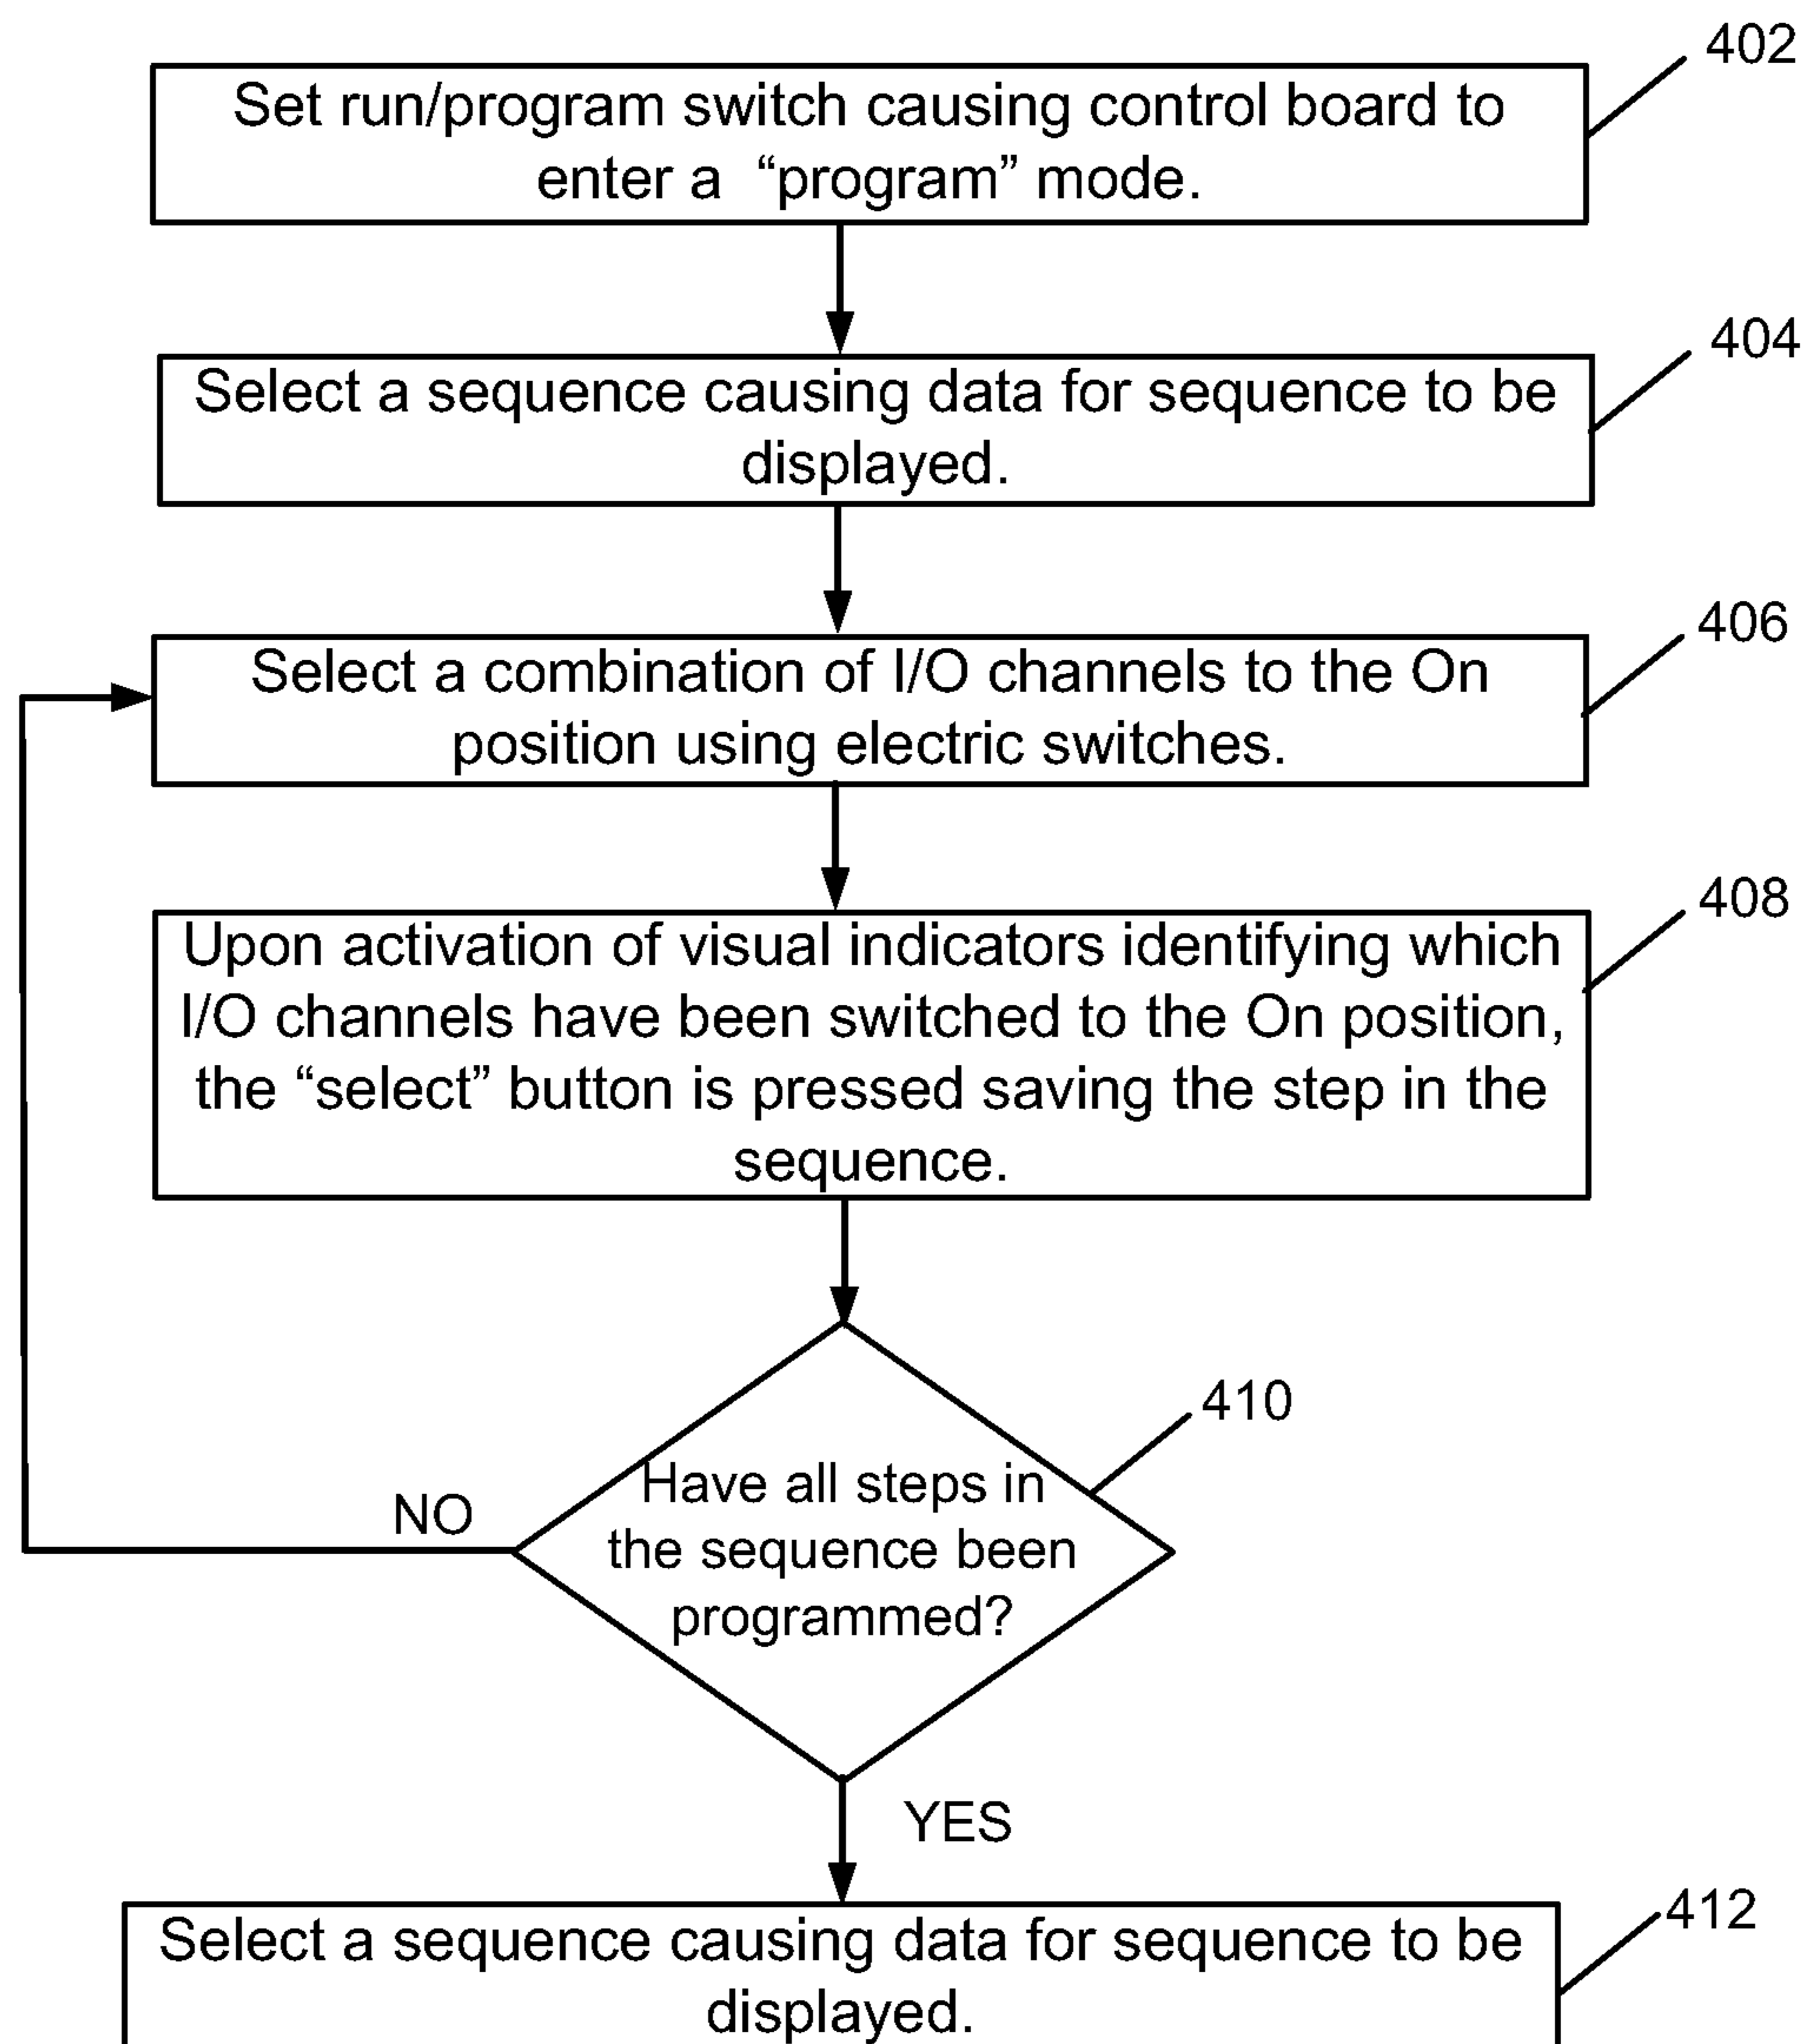 402
Set run/program switch causing control board to
enter a “program” mode.
404
Select a sequence causing data for sequence to be
displayed.
406
Select a combination of I/O channels to the On
position using electric switches.
408
Upon activation of visual indicators identifying which
I/O channels have been switched to the On position,
the “select” button is pressed saving the step in the
sequence.
410
Have all steps in
the sequence been
programmed?
NO
YES
412
Select a sequence causing data for sequence to be
displayed.